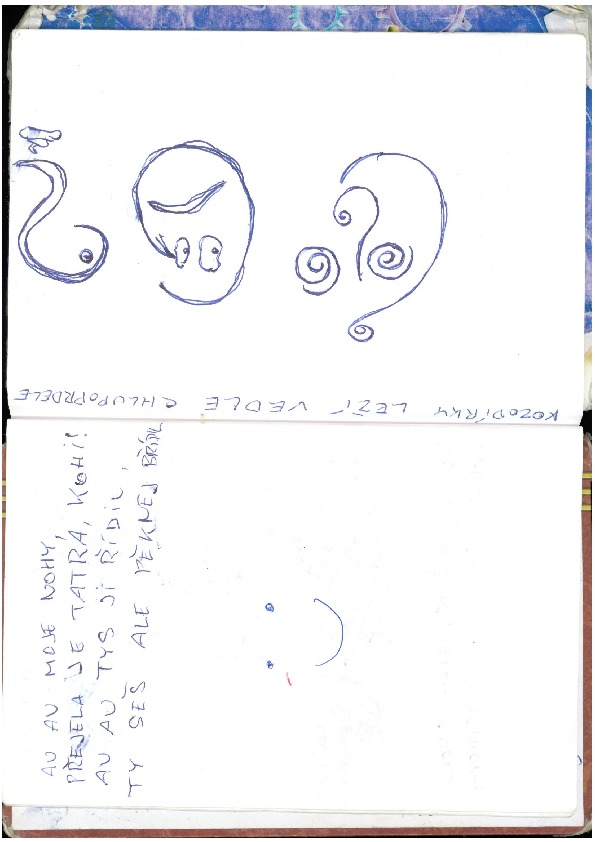 KOZODÍRKY LEŽÍ VEDLE CHLUPOPRDELE
AU AU MOJE NOHY,
PŘEJELA JE TATRA, KOHI!
AU AU TYS JÍ ŘÍDIL,
TY SEŠ ALE PĚKNEJ BŘÍDIL